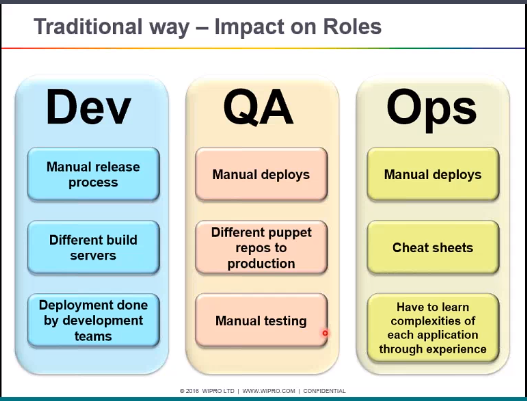 Traditional way – Impact on Roles
Dev
Manual release
process
Different build
servers
Deployment done
by development
teams
QA
Manual deploys
Different puppet
repos to
production
Manual testing
Ops
Manual deploys
Cheat sheets
Have to learn
complexities of
each application
through experience
© 2016 WIPRO LTD | WWW.WIPRO.COM | CONFIDENTIAL